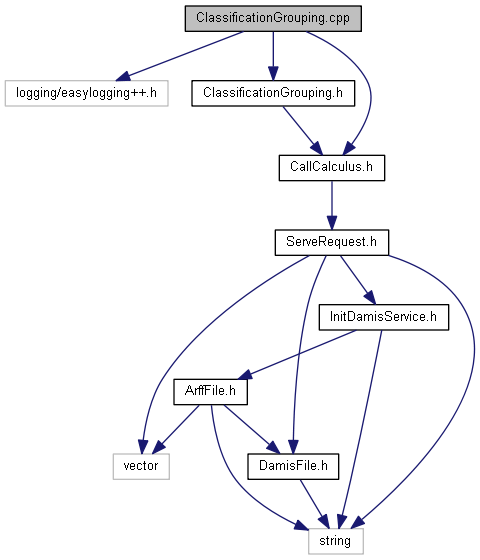 ClassificationGrouping.cpp
logging/easylogging++.h
ClassificationGrouping.h
CallCalculus.h
ServeRequest.h
InitDamisService.h
ArffFile.h
vector
DamisFile.h
string